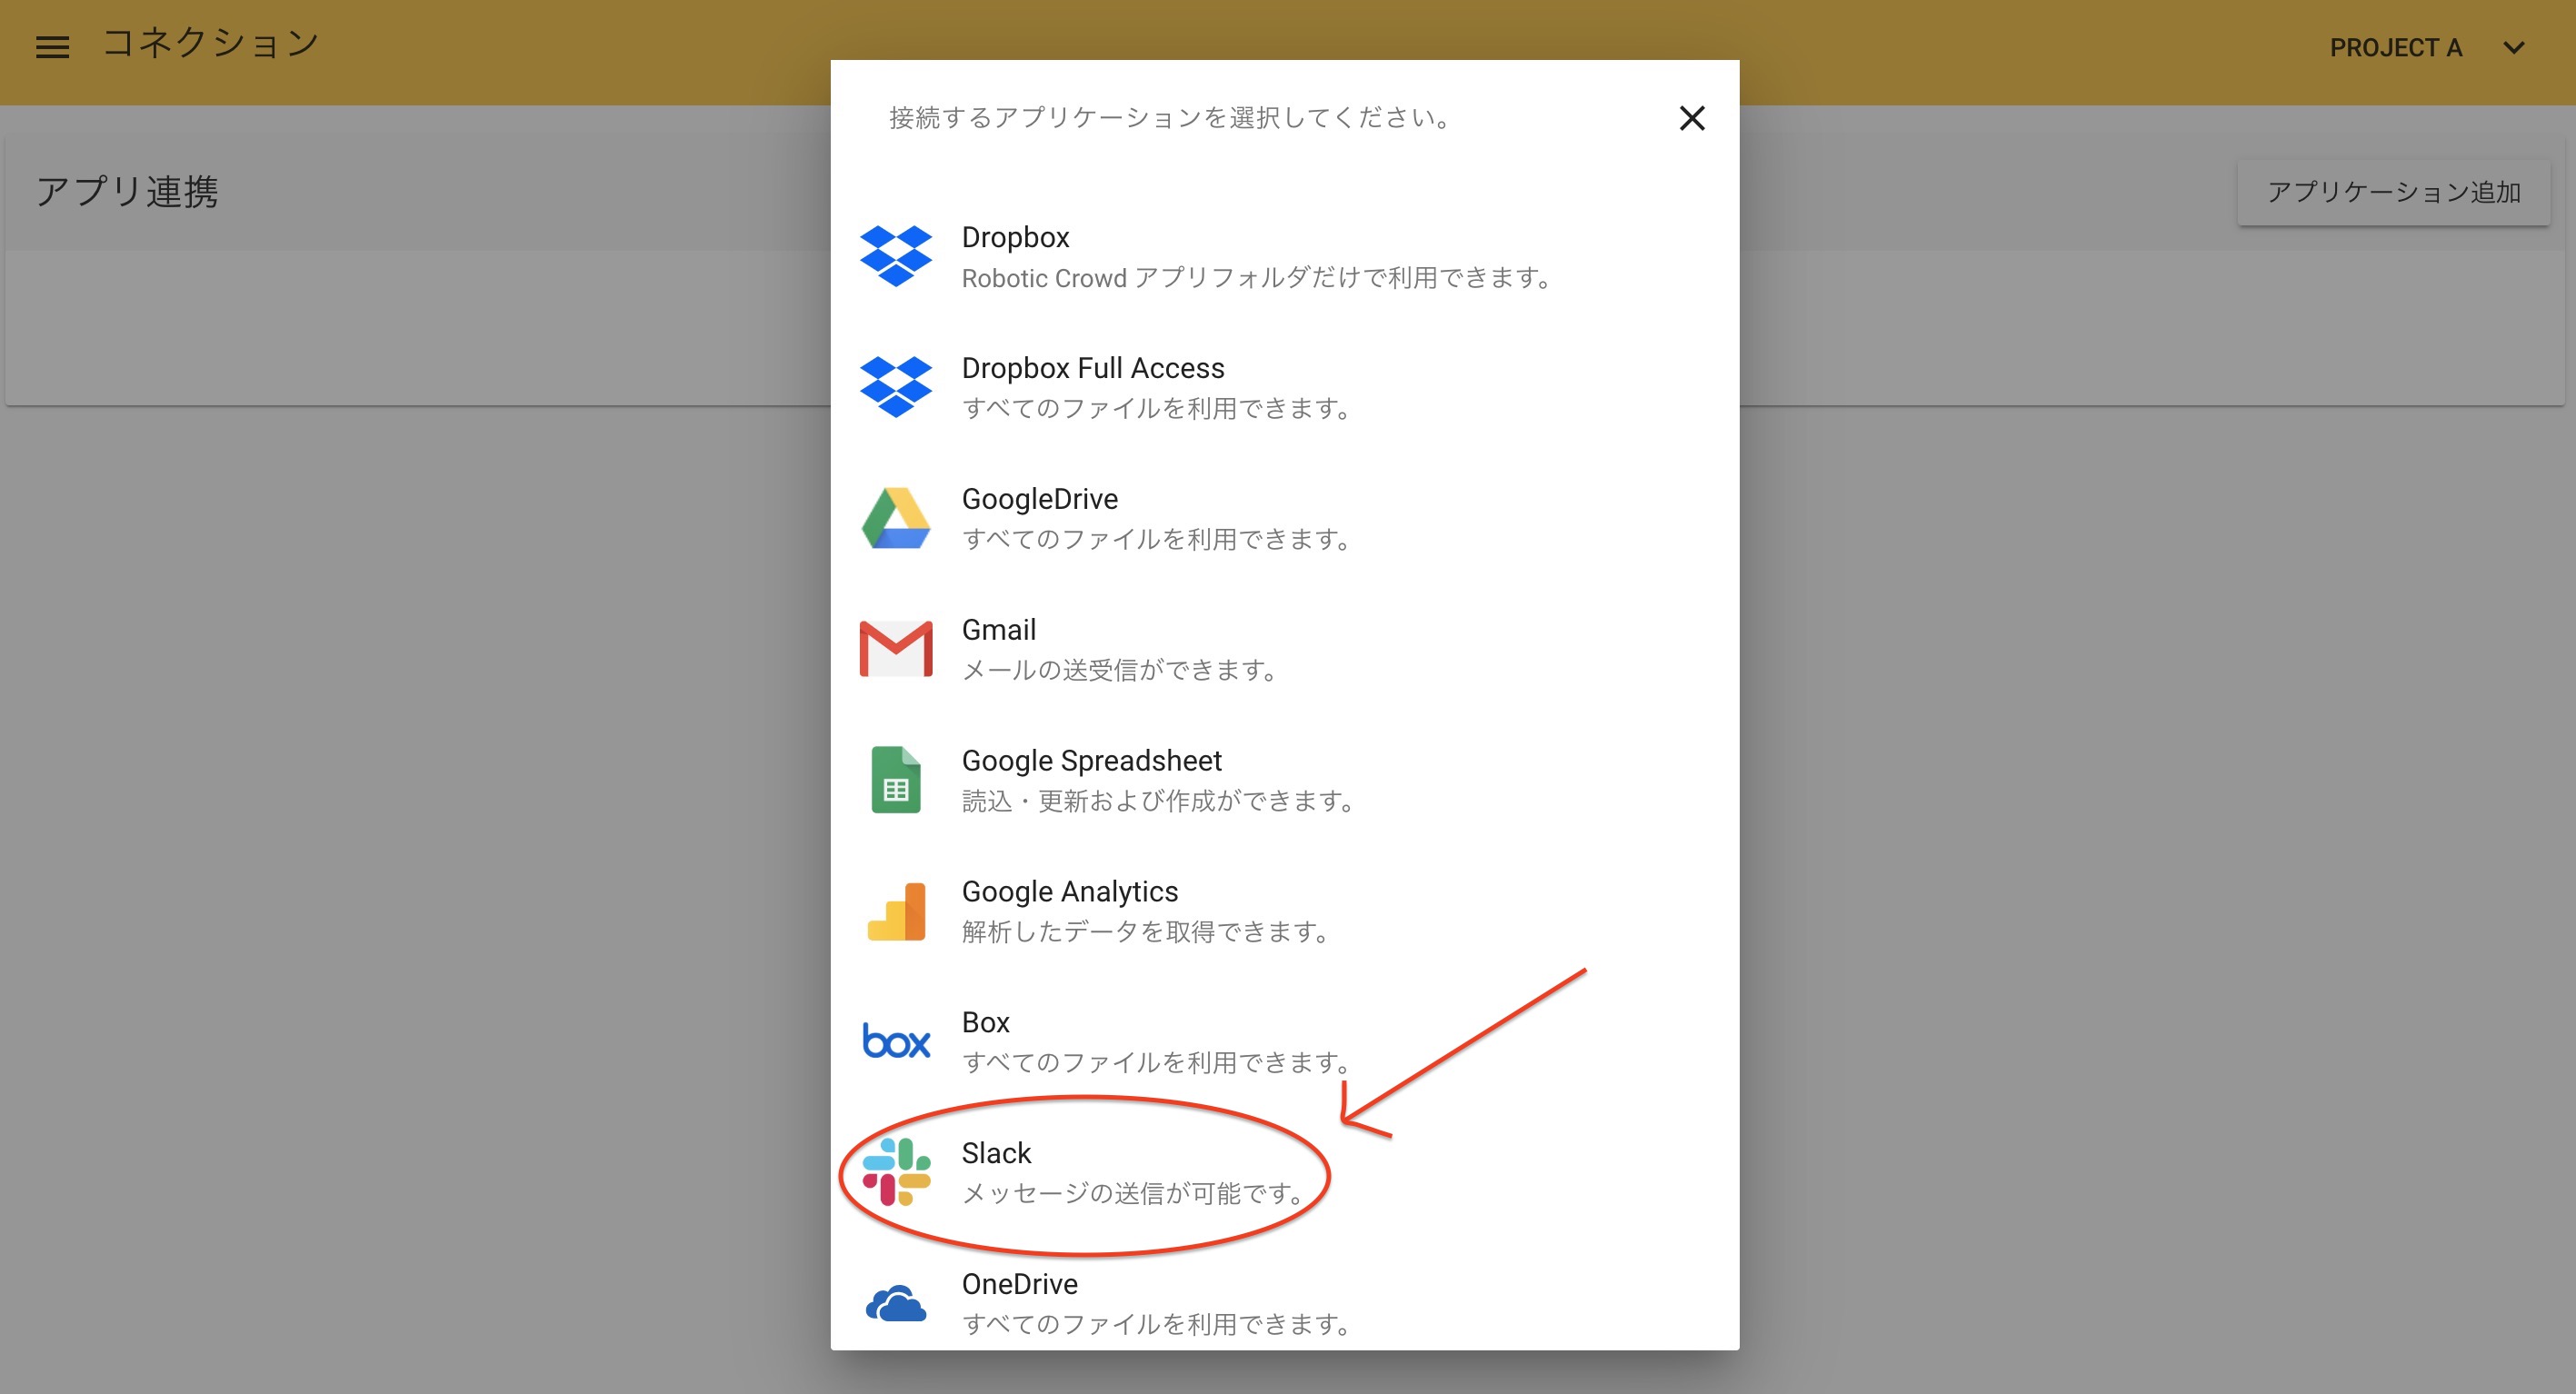 コネクション
PROJECT A
アプリ連携
アプリケーション追加
接続するアプリケーションを選択してください。
Dropbox
Robotic Crowd アプリフォルダだけで利用できます。
Dropbox Full Access
すべてのファイルを利用できます。
GoogleDrive
すべてのファイルを利用できます。
Gmail
メールの送受信ができます。
Google Spreadsheet
読込・更新および作成ができます。
Google Analytics
解析したデータを取得できます。
box
Box
すべてのファイルを利用できます。
Slack
メッセージの送信が可能です。
OneDrive
すべてのファイルを利用できます。